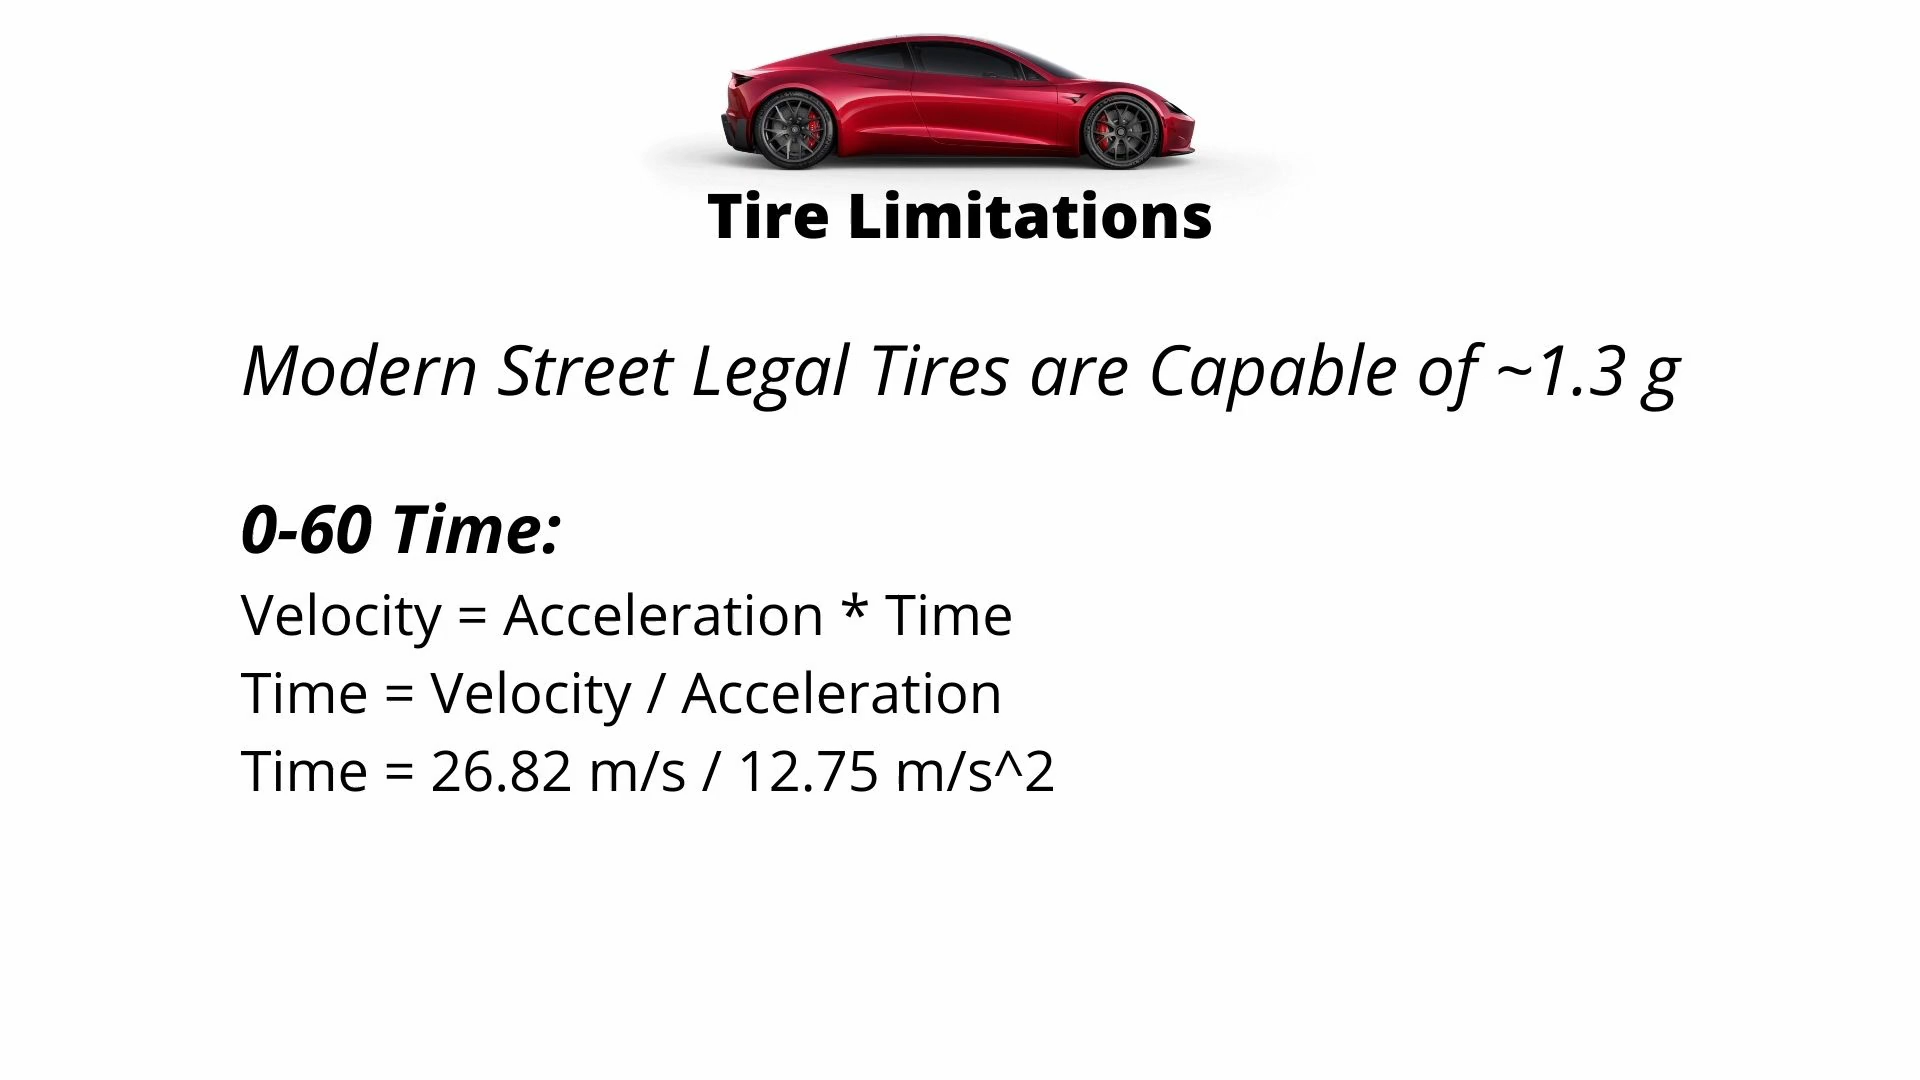 Tire Limitations
Modern Street Legal Tires are Capable of ~1.3 g
0-60 Time:
Velocity = Acceleration * Time
Time = Velocity / Acceleration
Time = 26.82 m/s / 12.75 m/s^2